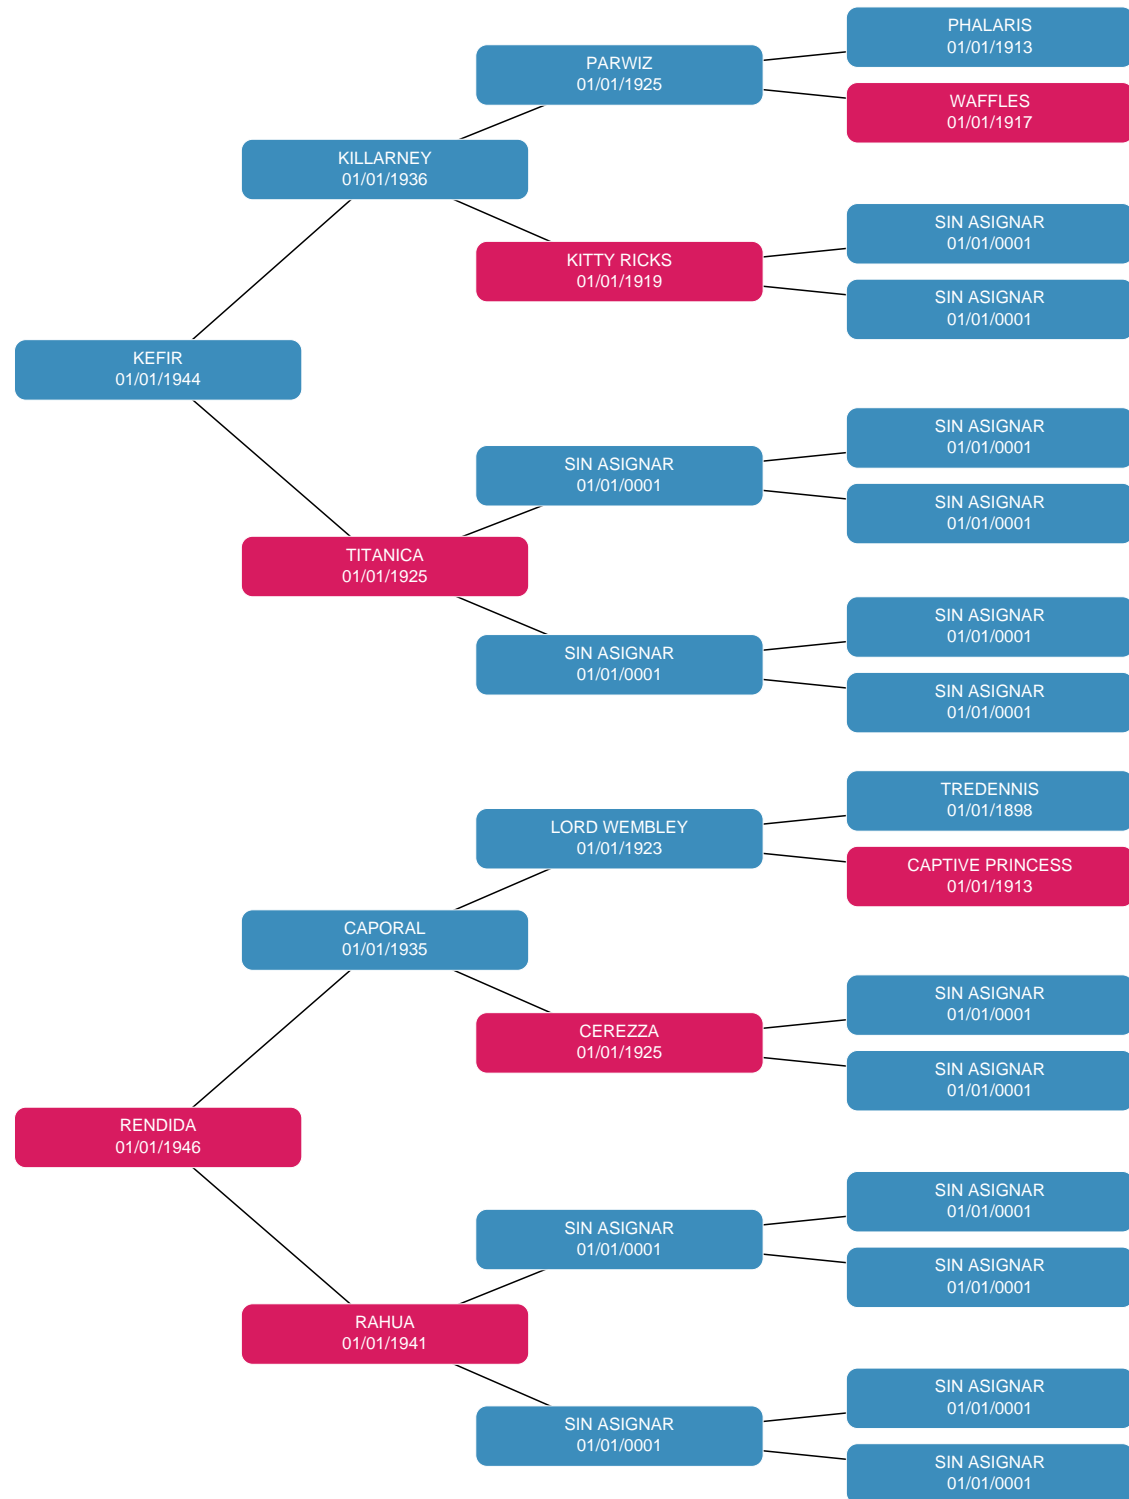 PHALARIS
01/01/1913
PARWIZ
01/01/1925
WAFFLES
01/01/1917
KILLARNEY
01/01/1936
SIN ASIGNAR
01/01/0001
KITTY RICKS
01/01/1919
SIN ASIGNAR
01/01/0001
KEFIR
01/01/1944
SIN ASIGNAR
01/01/0001
SIN ASIGNAR
01/01/0001
SIN ASIGNAR
01/01/0001
TITANICA
01/01/1925
SIN ASIGNAR
01/01/0001
SIN ASIGNAR
01/01/0001
SIN ASIGNAR
01/01/0001
TREDENNIS
01/01/1898
LORD WEMBLEY
01/01/1923
CAPTIVE PRINCESS
01/01/1913
CAPORAL
01/01/1935
SIN ASIGNAR
01/01/0001
CEREZZA
01/01/1925
SIN ASIGNAR
01/01/0001
RENDIDA
01/01/1946
SIN ASIGNAR
01/01/0001
SIN ASIGNAR
01/01/0001
SIN ASIGNAR
01/01/0001
RAHUA
01/01/1941
SIN ASIGNAR
01/01/0001
SIN ASIGNAR
01/01/0001
SIN ASIGNAR
01/01/0001